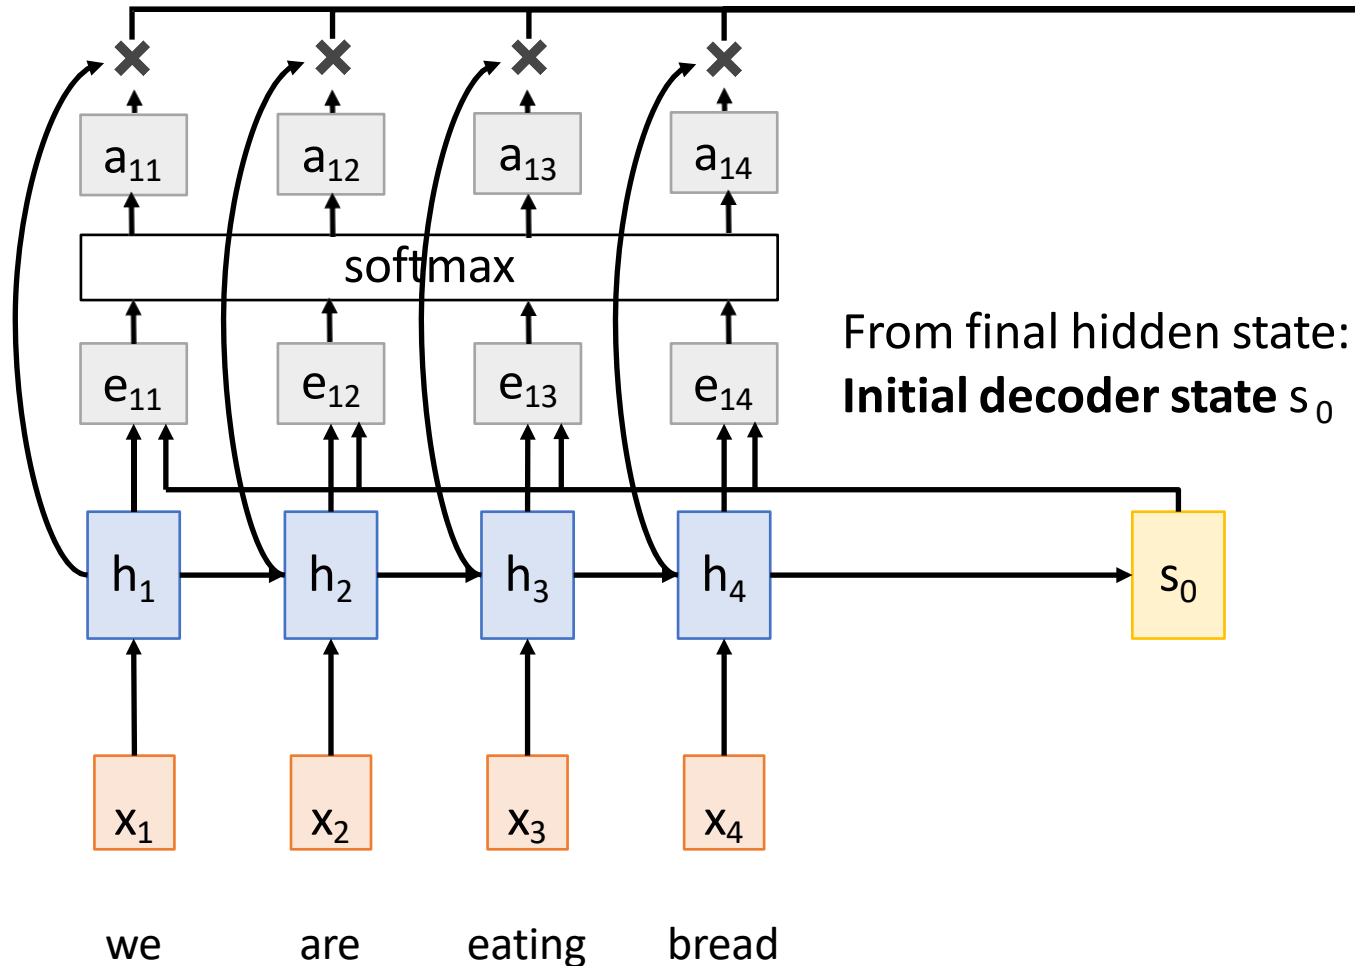 a₁₁ a₁₂ a₁₃ a₁₄
softmax
From final hidden state:
e₁₁ e₁₂ e₁₃ e₁₄
Initial decoder state s₀
h₁ h₂ h₃ h₄ s₀
x₁ x₂ x₃ x₄
we are eating bread